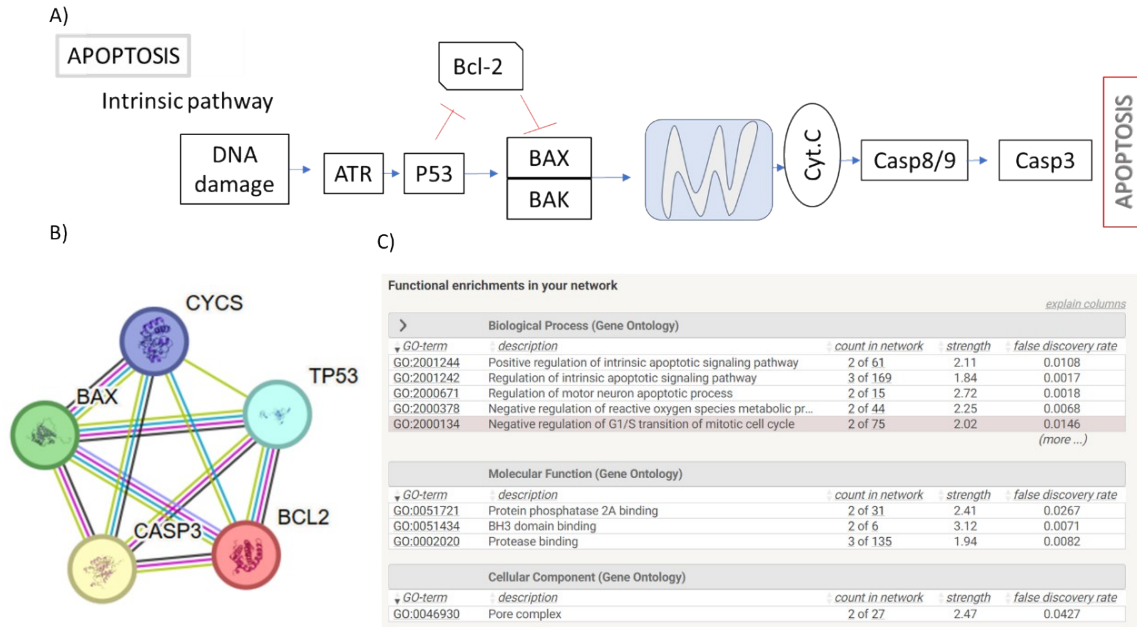 A)
APOPTOSIS
Intrinsic pathway
Bcl-2
DNA damage
ATR
P53
BAX
BAK
Cyt.C
Casp8/9
Casp3
APOPTOSIS
B)
CYCS
TP53
BAX
CASP3
BCL2
C)
Functional enrichments in your network
explain columns
Biological Process (Gene Ontology)
GO-term description count in network strength false discovery rate
GO:2001244 Positive regulation of intrinsic apoptotic signaling pathway 2 of 61 2.11 0.0108
GO:2001242 Regulation of intrinsic apoptotic signaling pathway 3 of 169 1.84 0.0017
GO:2000671 Regulation of motor neuron apoptotic process 2 of 15 2.72 0.0018
GO:2000378 Negative regulation of reactive oxygen species metabolic pr... 2 of 44 2.25 0.0068
GO:2000134 Negative regulation of G1/S transition of mitotic cell cycle 2 of 75 2.02 0.0146
(more ...)
Molecular Function (Gene Ontology)
GO-term description count in network strength false discovery rate
GO:0051721 Protein phosphatase 2A binding 2 of 31 2.41 0.0267
GO:0051434 BH3 domain binding 2 of 6 3.12 0.0071
GO:0002020 Protease binding 3 of 135 1.94 0.0082
Cellular Component (Gene Ontology)
GO-term description count in network strength false discovery rate
GO:0046930 Pore complex 2 of 27 2.47 0.0427